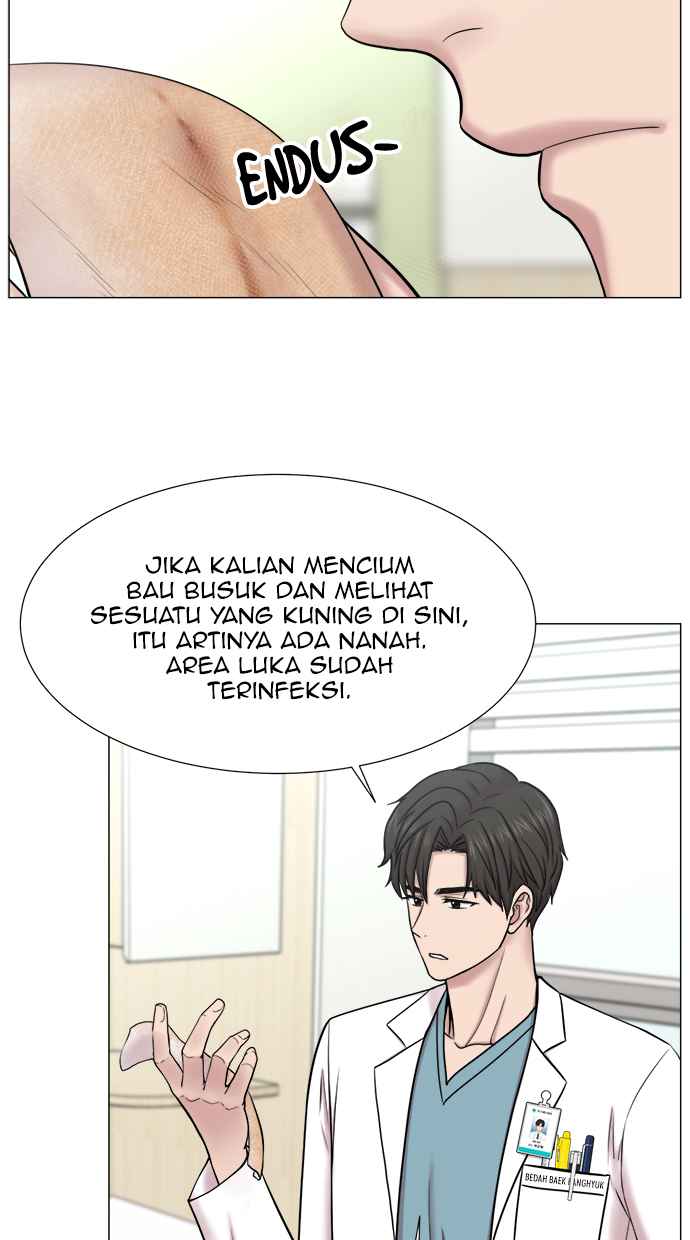 ENDUS-
JIKA KALIAN MENCIUM
BAU BUSUK DAN MELIHAT
SESUATU YANG KUNING DI SINI,
ITU ARTINYA ADA NANAH.
AREA LUKA SUDAH
TERINFEKSI.
BEDAH BAEK